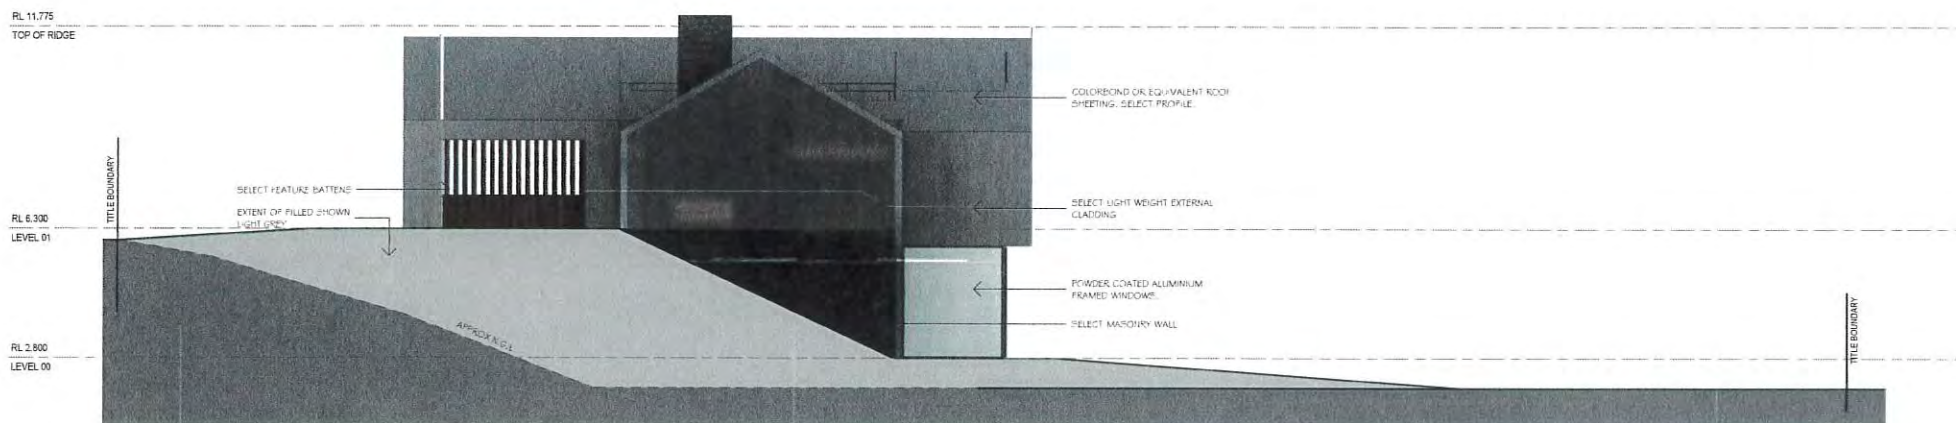 RL 11.775
TOP OF RIDGE
COLORBOND OR EQUIVALENT ROOF
SHEETING. SELECT PROFILE.
TITLE BOUNDARY
SELECT FEATURE BATTENS
EXTENT OF FILLED SHOWN
LIGHT GREY
SELECT LIGHT WEIGHT EXTERNAL
CLADDING
RL 6.300
LEVEL 01
POWDER COATED ALUMINIUM
FRAMED WINDOWS.
SELECT MASONRY WALL
APPROX N.G.L
TITLE BOUNDARY
RL 2.800
LEVEL 00